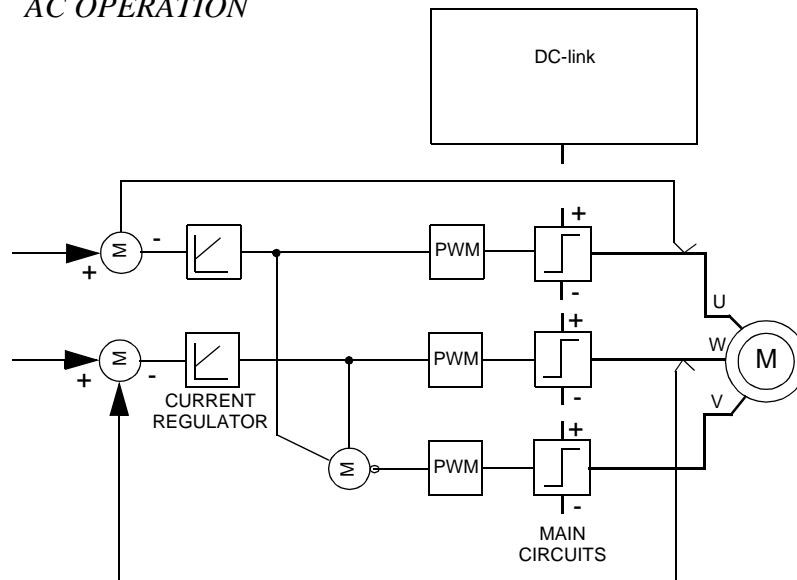 AC OPERATION
DC-link
+
M
-
PWM
+
-
U
+
M
-
PWM
+
-
W
M
CURRENT
REGULATOR
V
M
PWM
+
-
MAIN
CIRCUITS